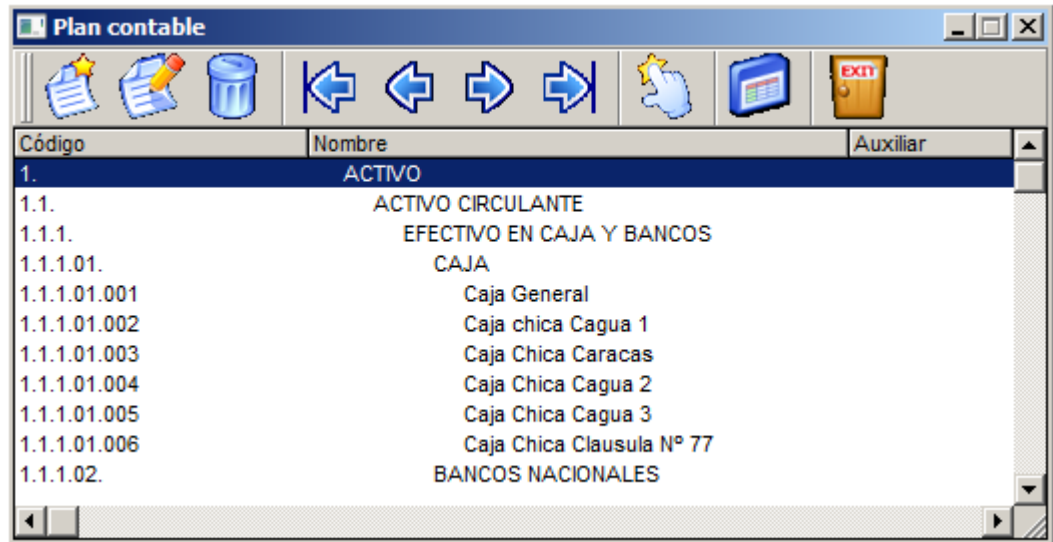 Plan contable
EXIT
Código Nombre Auxiliar
1. ACTIVO
1.1. ACTIVO CIRCULANTE
1.1.1. EFECTIVO EN CAJA Y BANCOS
1.1.1.01. CAJA
1.1.1.01.001 Caja General
1.1.1.01.002 Caja chica Cagua 1
1.1.1.01.003 Caja Chica Caracas
1.1.1.01.004 Caja Chica Cagua 2
1.1.1.01.005 Caja Chica Cagua 3
1.1.1.01.006 Caja Chica Clausula Nº 77
1.1.1.02. BANCOS NACIONALES